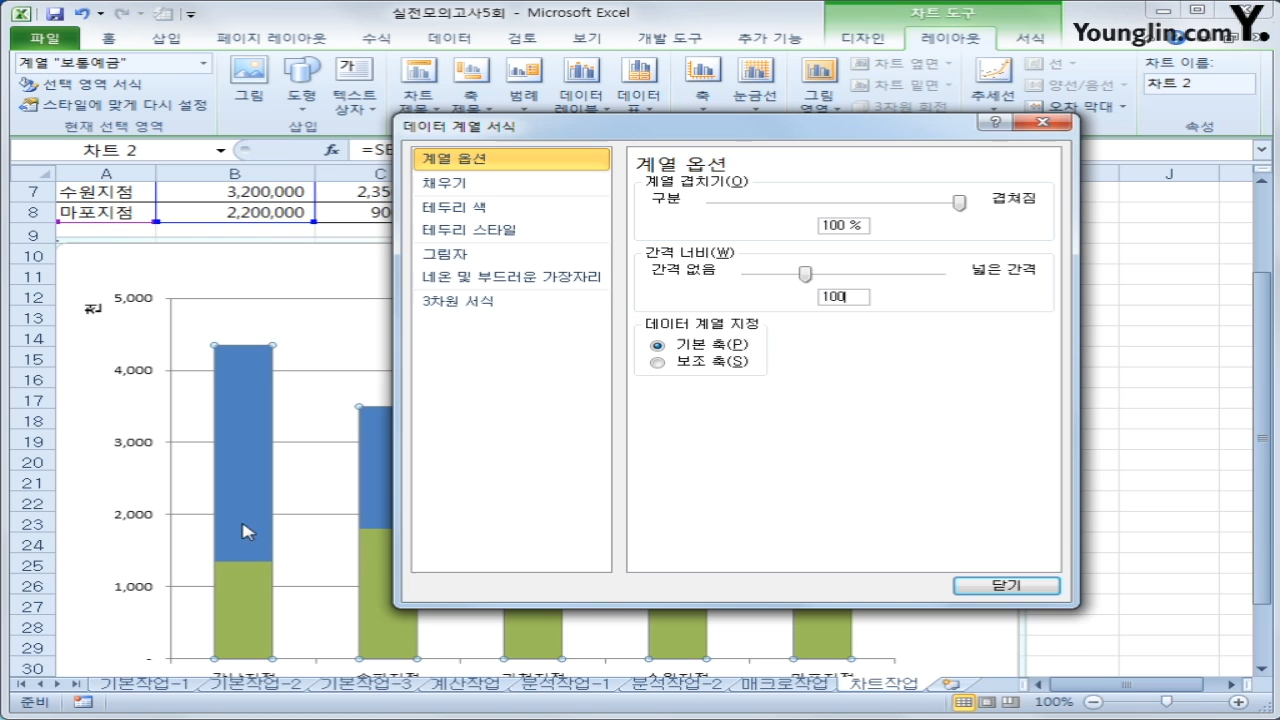 실전모의고사5회 - Microsoft Excel
차트 도구
Younglin.com Y.
파일 홈 삽입 페이지 레이아웃 수식 데이터 검토 보기 개발 도구 추가 기능 디자인 레이아웃 서식
계열 "보통예금"
선택 영역 서식
스타일에 맞게 다시 설정
현재 선택 영역
그림 도형 텍스트 상자
삽입
차트 제목 축 제목 범례 데이터 레이블 데이터 표
축 눈금선
그림 영역 차트 옆면 차트 밑면 3차원 회전
추세선 선 양선/음선 오차 막대
차트 이름:
차트 2
속성
차트 2 fx
데이터 계열 서식
A B C J
7 수원지점 3,200,000 2,35
8 마포지점 2,200,000 90
9
10
11
12
13
14
15
16
17
18
19
20
21
22
23
24
25
26
27
28
29
30
5,000
4,000
3,000
2,000
1,000
-
계열 옵션
채우기
테두리 색
테두리 스타일
그림자
네온 및 부드러운 가장자리
3차원 서식
계열 옵션
계열 겹치기(O)
구분 겹쳐짐
100 %
간격 너비(W)
간격 없음 넓은 간격
100
데이터 계열 지정
기본 축(P)
보조 축(S)
닫기
기본작업-1 기본작업-2 기본작업-3 계산작업 분석작업-1 분석작업-2 매크로작업 차트작업
준비 100%